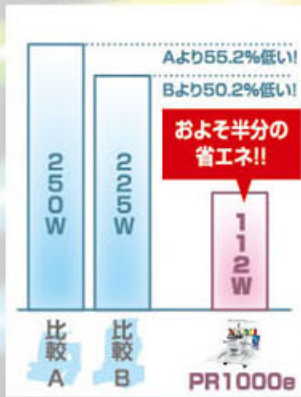 Aより55.2%低い!
Bより50.2%低い!
およそ半分の
省エネ!!
250W
225W
112W
比較A
比較B
PR1000e